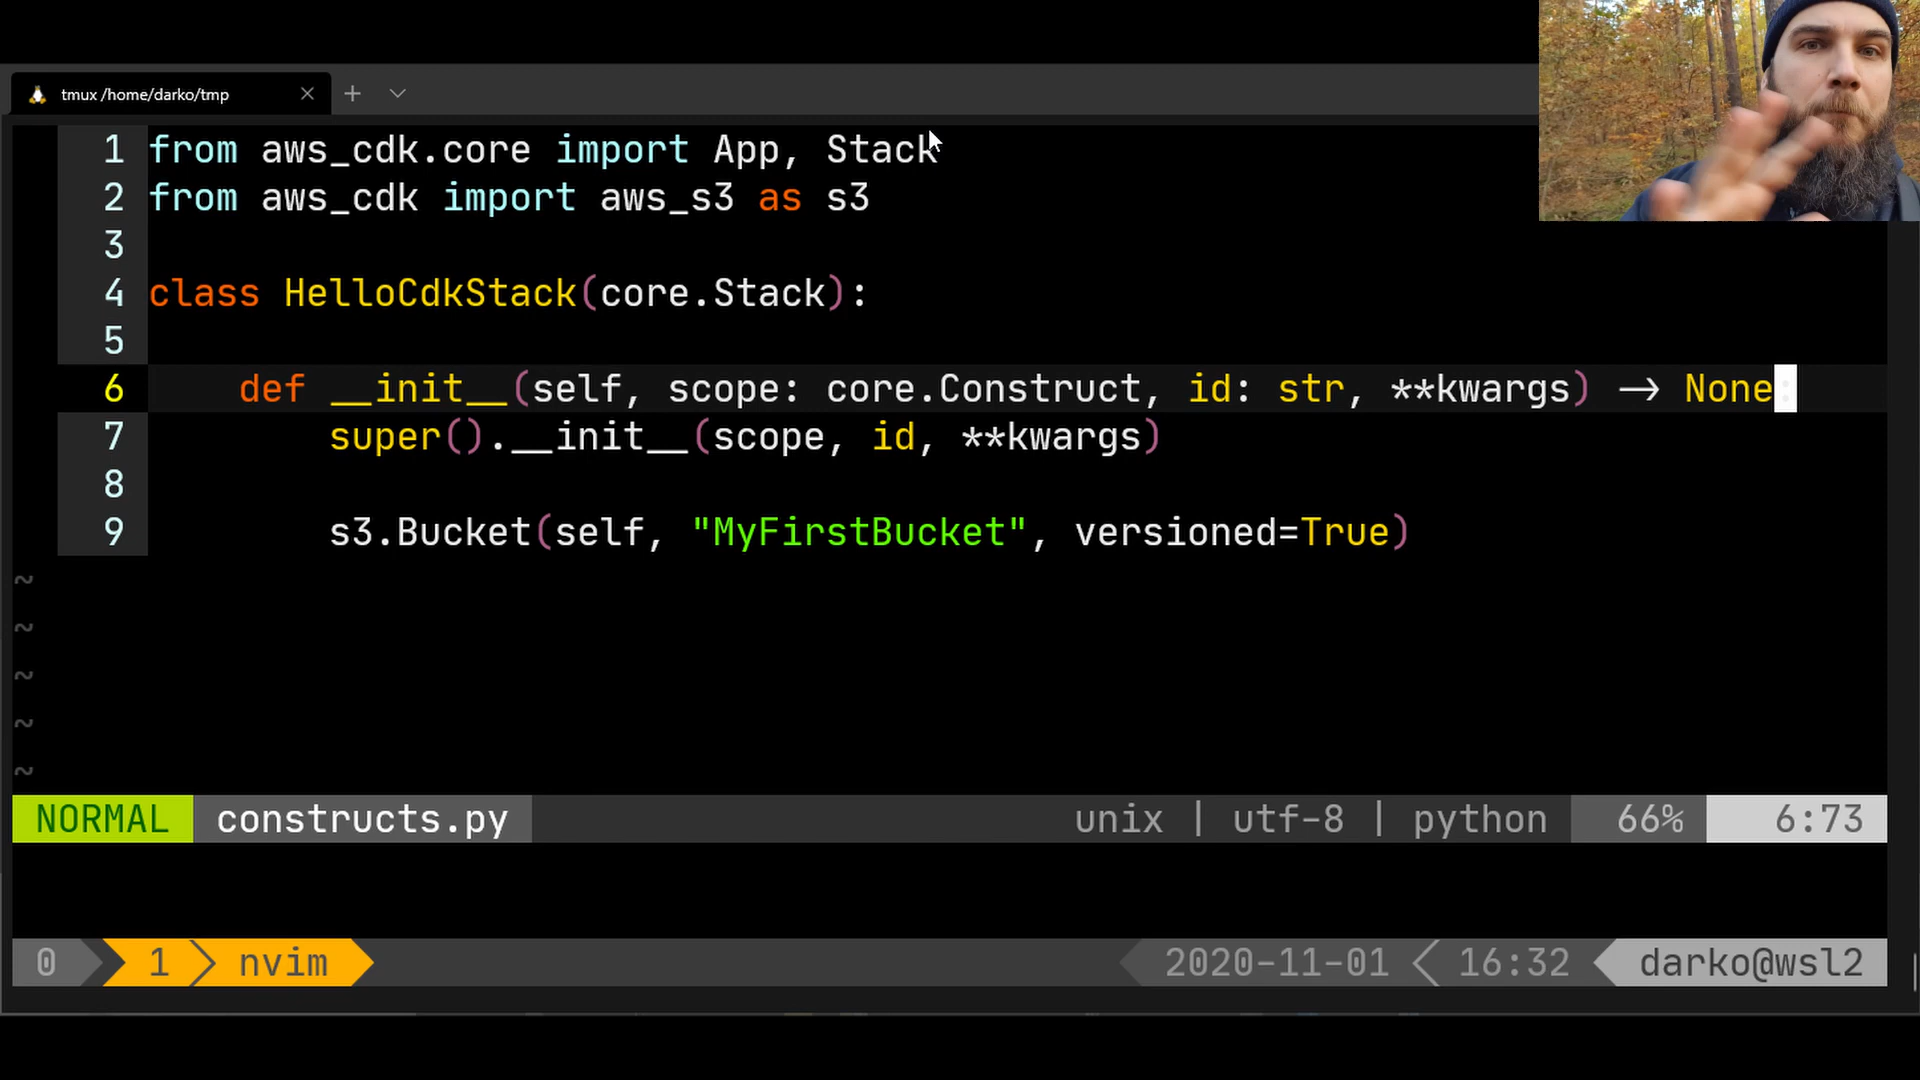 tmux /home/darko/tmp
1 from aws_cdk.core import App, Stack
2 from aws_cdk import aws_s3 as s3
3
4 class HelloCdkStack(core.Stack):
5
6     def __init__(self, scope: core.Construct, id: str, **kwargs) -> None:
7         super().__init__(scope, id, **kwargs)
8
9         s3.Bucket(self, "MyFirstBucket", versioned=True)
~
~
~
~
~
NORMAL constructs.py unix | utf-8 | python 66% 6:73
0 1 nvim 2020-11-01 16:32 darko@wsl2